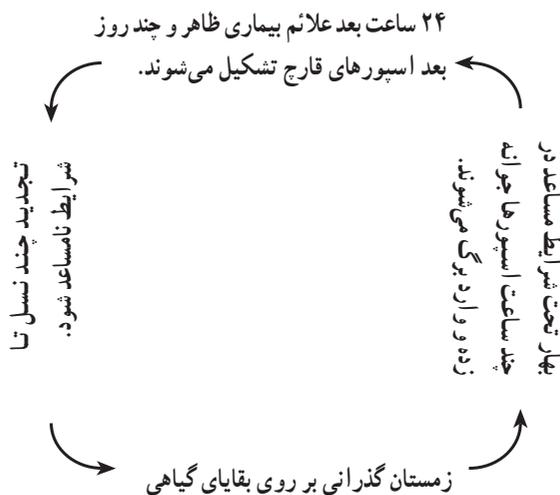 ۲۴ ساعت بعد علائم بیماری ظاهر و چند روز
بعد اسپورهای قارچ تشکیل می‌شوند.
تجدید چند نسل تا
شرایط نامساعد شود.
زمستان گذرانی بر روی بقایای گیاهی
بهار تحت شرایط مساعد در
چند ساعت اسپورها جوانه
زده و وارد برگ می‌شوند.